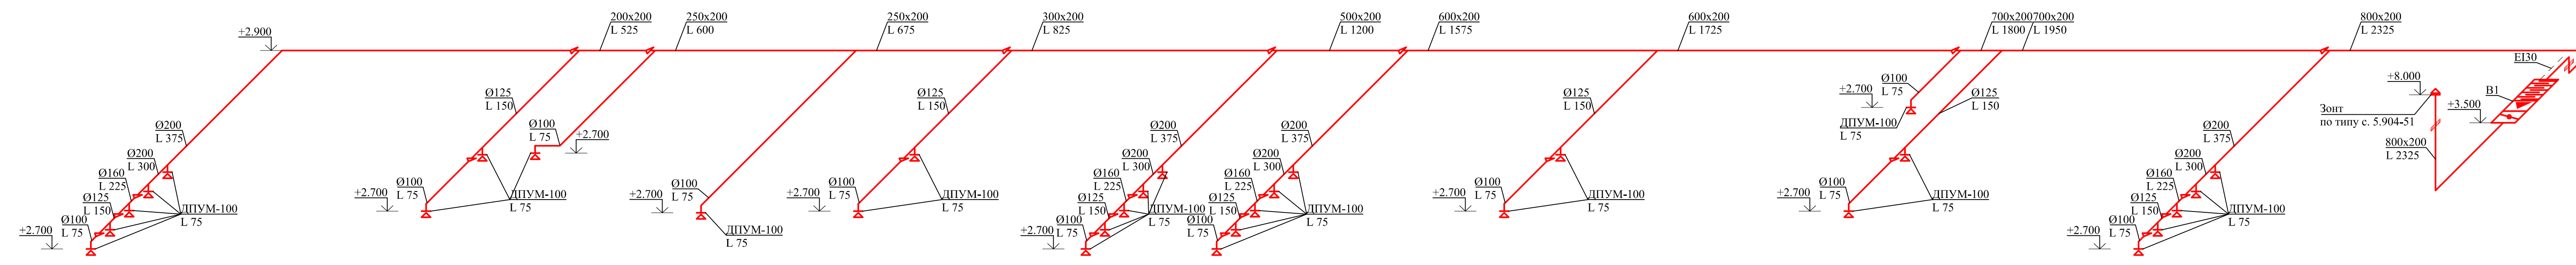 +2.900
200x200
L 525
250x200
L 600
250x200
L 675
300x200
L 825
500x200
L 1200
600x200
L 1575
600x200
L 1725
700x200
L 1800
700x200
L 1950
800x200
L 2325
Ø200
L 375
Ø200
L 300
Ø160
L 225
Ø125
L 150
Ø100
L 75
+2.700
ДПУМ-100
L 75
Ø125
L 150
Ø100
L 75
+2.700
ДПУМ-100
L 75
Ø100
L 75
+2.700
Ø100
L 75
+2.700
ДПУМ-100
L 75
Ø125
L 150
Ø100
L 75
+2.700
ДПУМ-100
L 75
Ø200
L 375
Ø200
L 300
Ø160
L 225
Ø125
L 150
Ø100
L 75
+2.700
ДПУМ-100
L 75
Ø200
L 375
Ø200
L 300
Ø160
L 225
Ø125
L 150
Ø100
L 75
ДПУМ-100
L 75
Ø125
L 150
Ø100
L 75
+2.700
ДПУМ-100
L 75
Ø100
L 75
+2.700
ДПУМ-100
L 75
Ø125
L 150
Ø100
L 75
+2.700
ДПУМ-100
L 75
Ø200
L 375
Ø200
L 300
Ø160
L 225
Ø125
L 150
Ø100
L 75
+2.700
ДПУМ-100
L 75
+8.000
Зонт
по типу с. 5.904-51
800x200
L 2325
EI30
В1
+3.500